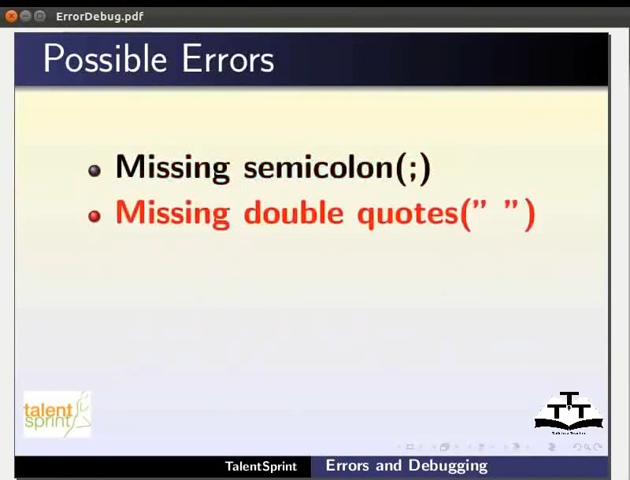 ErrorDebug.pdf
Possible Errors
Missing semicolon(;)
Missing double quotes(” ”)
talent
sprint
TalentSprint
Errors and Debugging